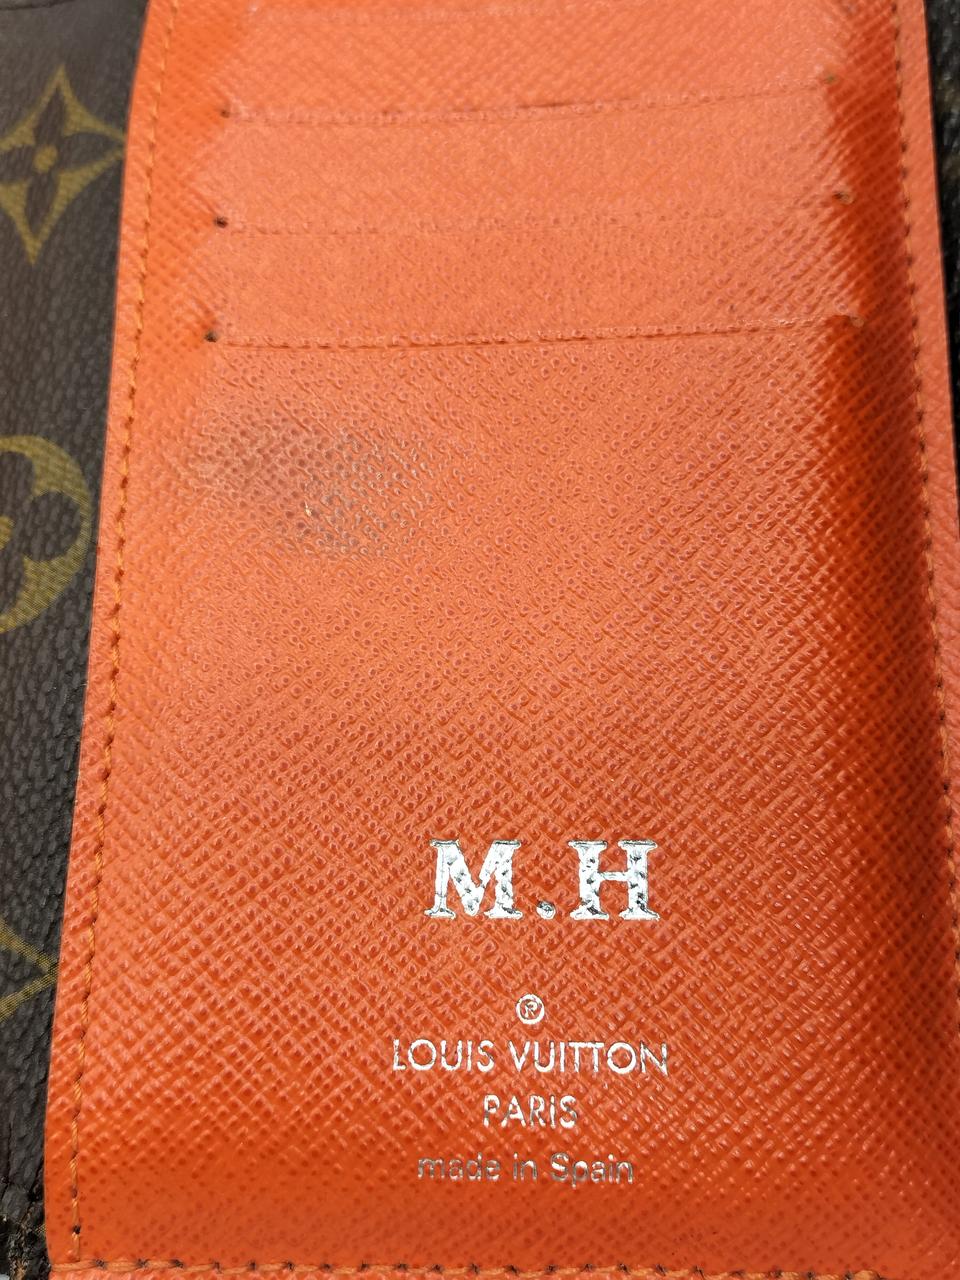 M.H
®
LOUIS VUITTON
PARIS
made in Spain